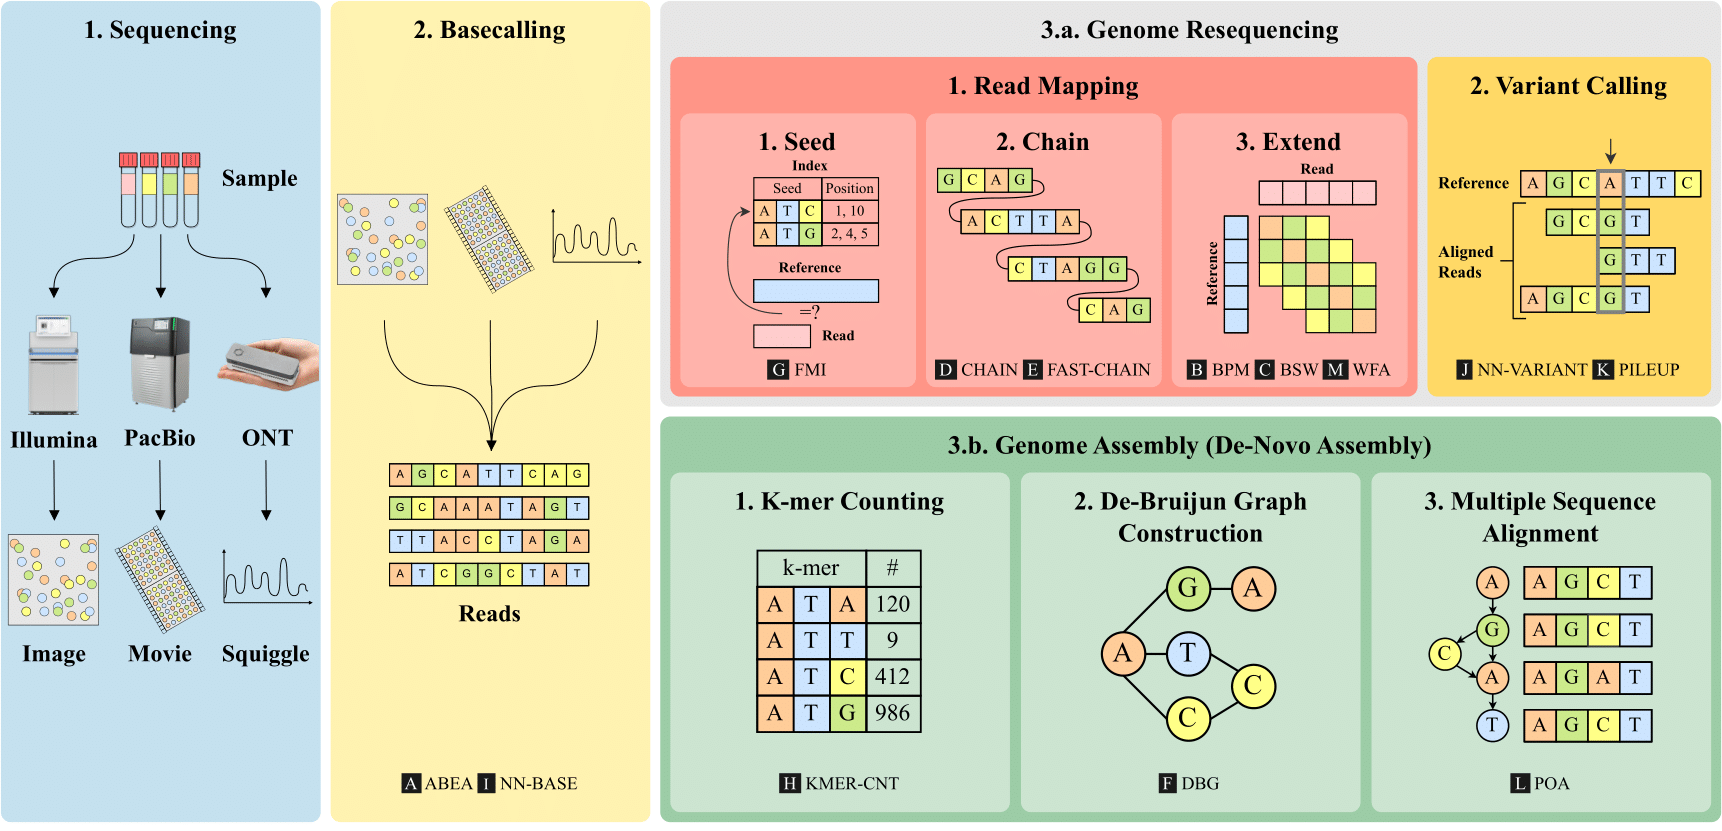 1. Sequencing
Sample
Illumina PacBio ONT
Image Movie Squiggle
2. Basecalling
A G C A T T C A G
G C A A A T A G T
T T A C C T A G A
A T C G G C T A T
Reads
A ABEA I NN-BASE
3.a. Genome Resequencing
1. Read Mapping
1. Seed
Index
Seed Position
A T C 1, 10
A T G 2, 4, 5
Reference
=?
Read
G FMI
2. Chain
G C A G
A C T T A
C T A G G
C A G
D CHAIN E FAST-CHAIN
3. Extend
Read
Reference
B BPM C BSW M WFA
2. Variant Calling
Reference A G C A T T C
G C G T
Aligned
Reads
G T T
A G C G T
J NN-VARIANT K PILEUP
3.b. Genome Assembly (De-Novo Assembly)
1. K-mer Counting
k-mer #
A T A 120
A T T 9
A T C 412
A T G 986
H KMER-CNT
2. De-Bruijun Graph
Construction
G A
A T
C
C
F DBG
3. Multiple Sequence
Alignment
A A G C T
G A G C T
C
A A G A T
T A G C T
L POA